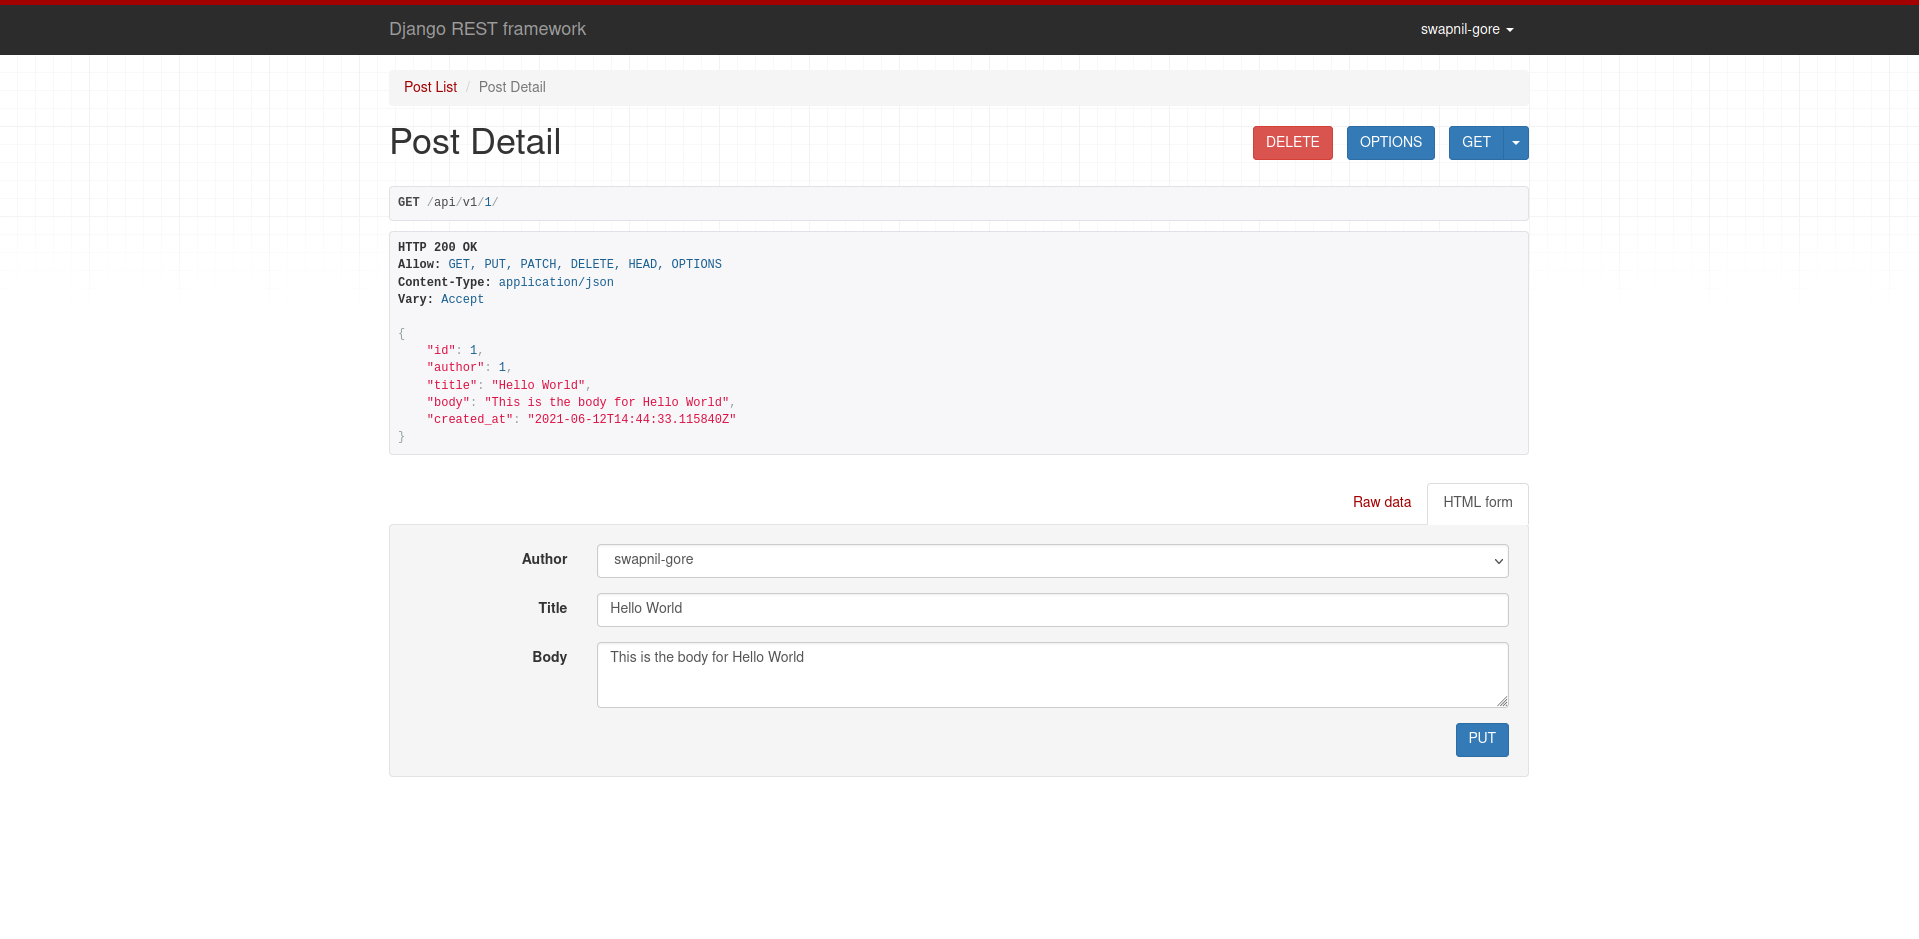 Django REST framework
swapnil-gore
Post List / Post Detail
Post Detail
DELETE
OPTIONS
GET
GET /api/v1/1/
HTTP 200 OK
Allow: GET, PUT, PATCH, DELETE, HEAD, OPTIONS
Content-Type: application/json
Vary: Accept
{
    "id": 1,
    "author": 1,
    "title": "Hello World",
    "body": "This is the body for Hello World",
    "created_at": "2021-06-12T14:44:33.115840Z"
}
Raw data
HTML form
Author
swapnil-gore
Title
Hello World
Body
This is the body for Hello World
PUT